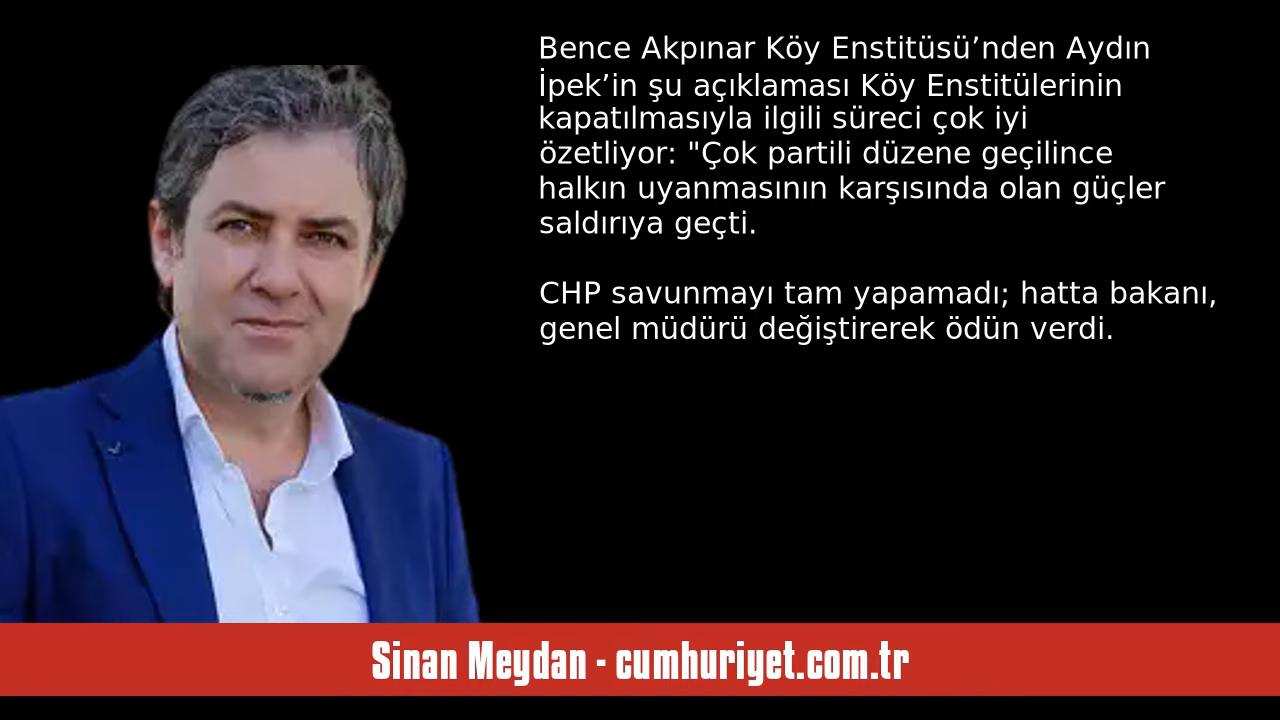 Bence Akpınar Köy Enstitüsü’nden Aydın
İpek’in şu açıklaması Köy Enstitülerinin
kapatılmasıyla ilgili süreci çok iyi
özetliyor: "Çok partili düzene geçilince
halkın uyanmasının karşısında olan güçler
saldırıya geçti.
CHP savunmayı tam yapamadı; hatta bakanı,
genel müdürü değiştirerek ödün verdi.
Sinan Meydan - cumhuriyet.com.tr